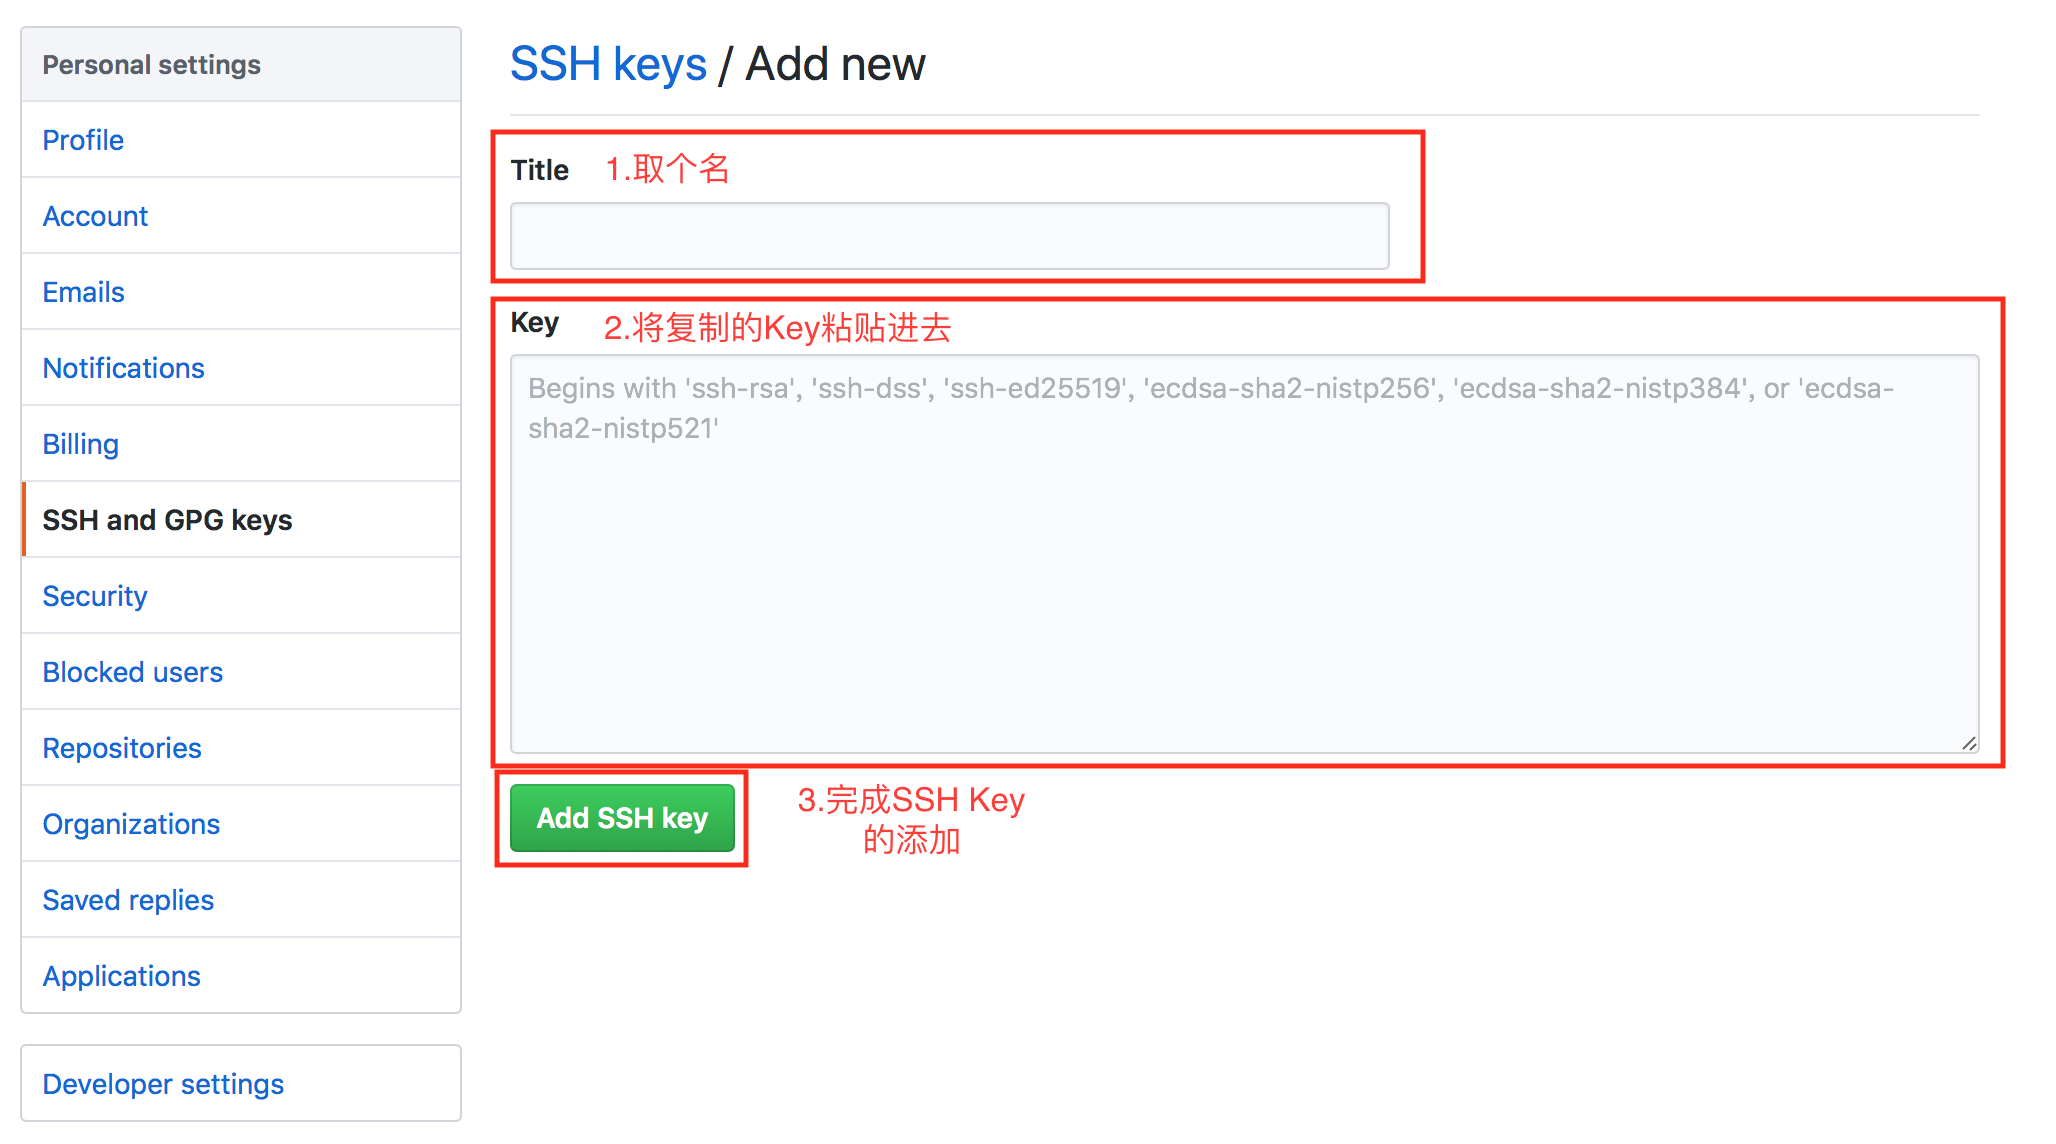 Personal settings
Profile
Account
Emails
Notifications
Billing
SSH and GPG keys
Security
Blocked users
Repositories
Organizations
Saved replies
Applications
Developer settings
SSH keys / Add new
Title 1.取个名
Key 2.将复制的Key粘贴进去
Begins with 'ssh-rsa', 'ssh-dss', 'ssh-ed25519', 'ecdsa-sha2-nistp256', 'ecdsa-sha2-nistp384', or 'ecdsa-
sha2-nistp521'
Add SSH key
3.完成SSH Key
的添加